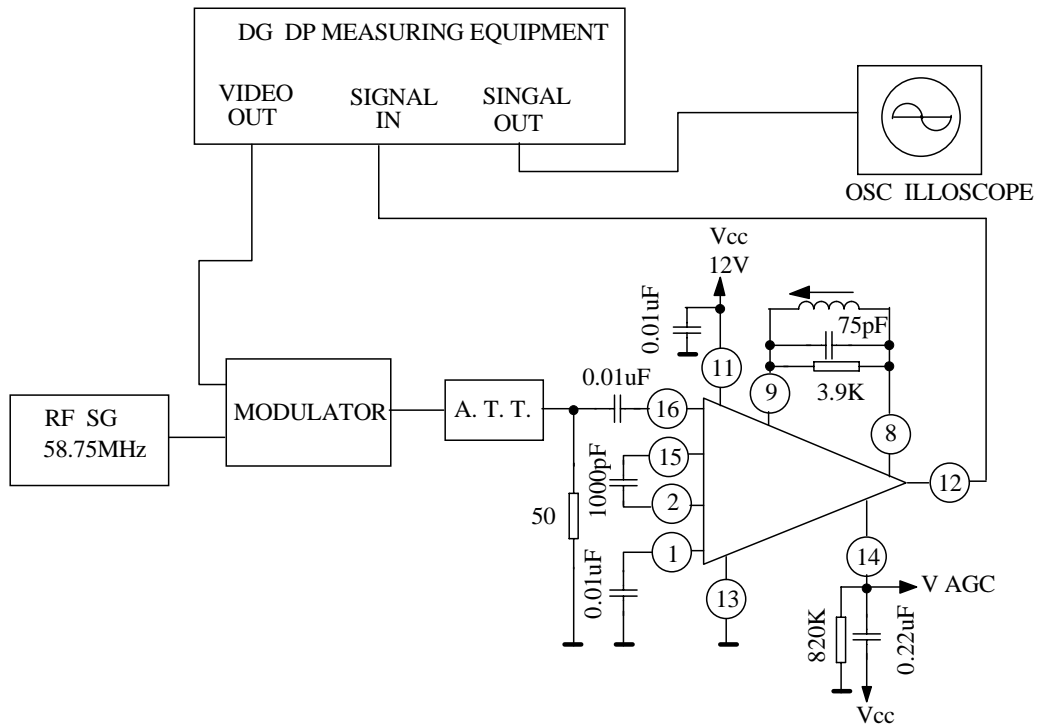 DG DP MEASURING EQUIPMENT
VIDEO
OUT
SIGNAL
IN
SINGAL
OUT
OSC ILLOSCOPE
Vcc
12V
0.01uF
75pF
3.9K
11
9
8
RF SG
58.75MHz
MODULATOR
A. T. T.
0.01uF
16
15
1000pF
2
50
1
0.01uF
13
12
14
V AGC
820K
0.22uF
Vcc